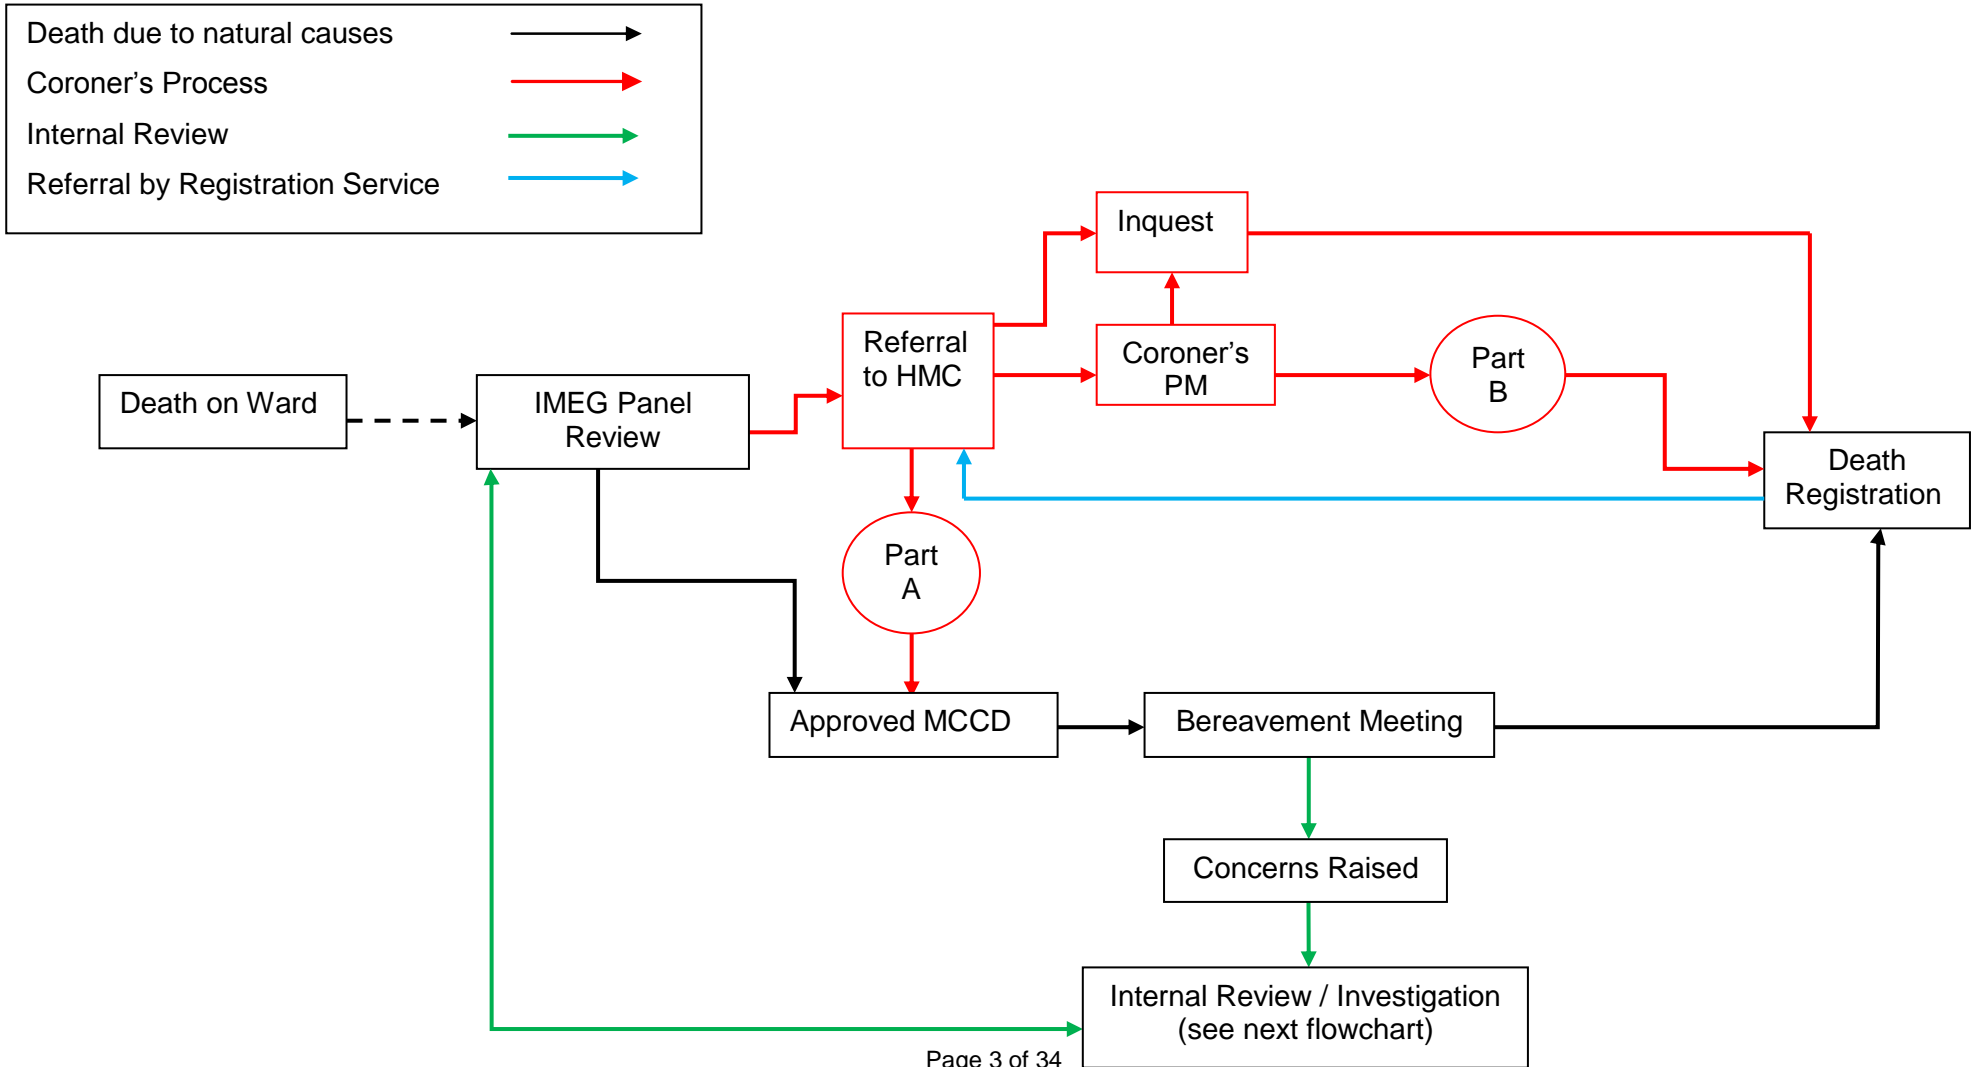 Death due to natural causes
Coroner’s Process
Internal Review
Referral by Registration Service
Inquest
Referral
to HMC
Coroner’s
PM
Part
B
Death on Ward
IMEG Panel
Review
Death
Registration
Part
A
Approved MCCD
Bereavement Meeting
Concerns Raised
Internal Review / Investigation
(see next flowchart)
Page 3 of 34